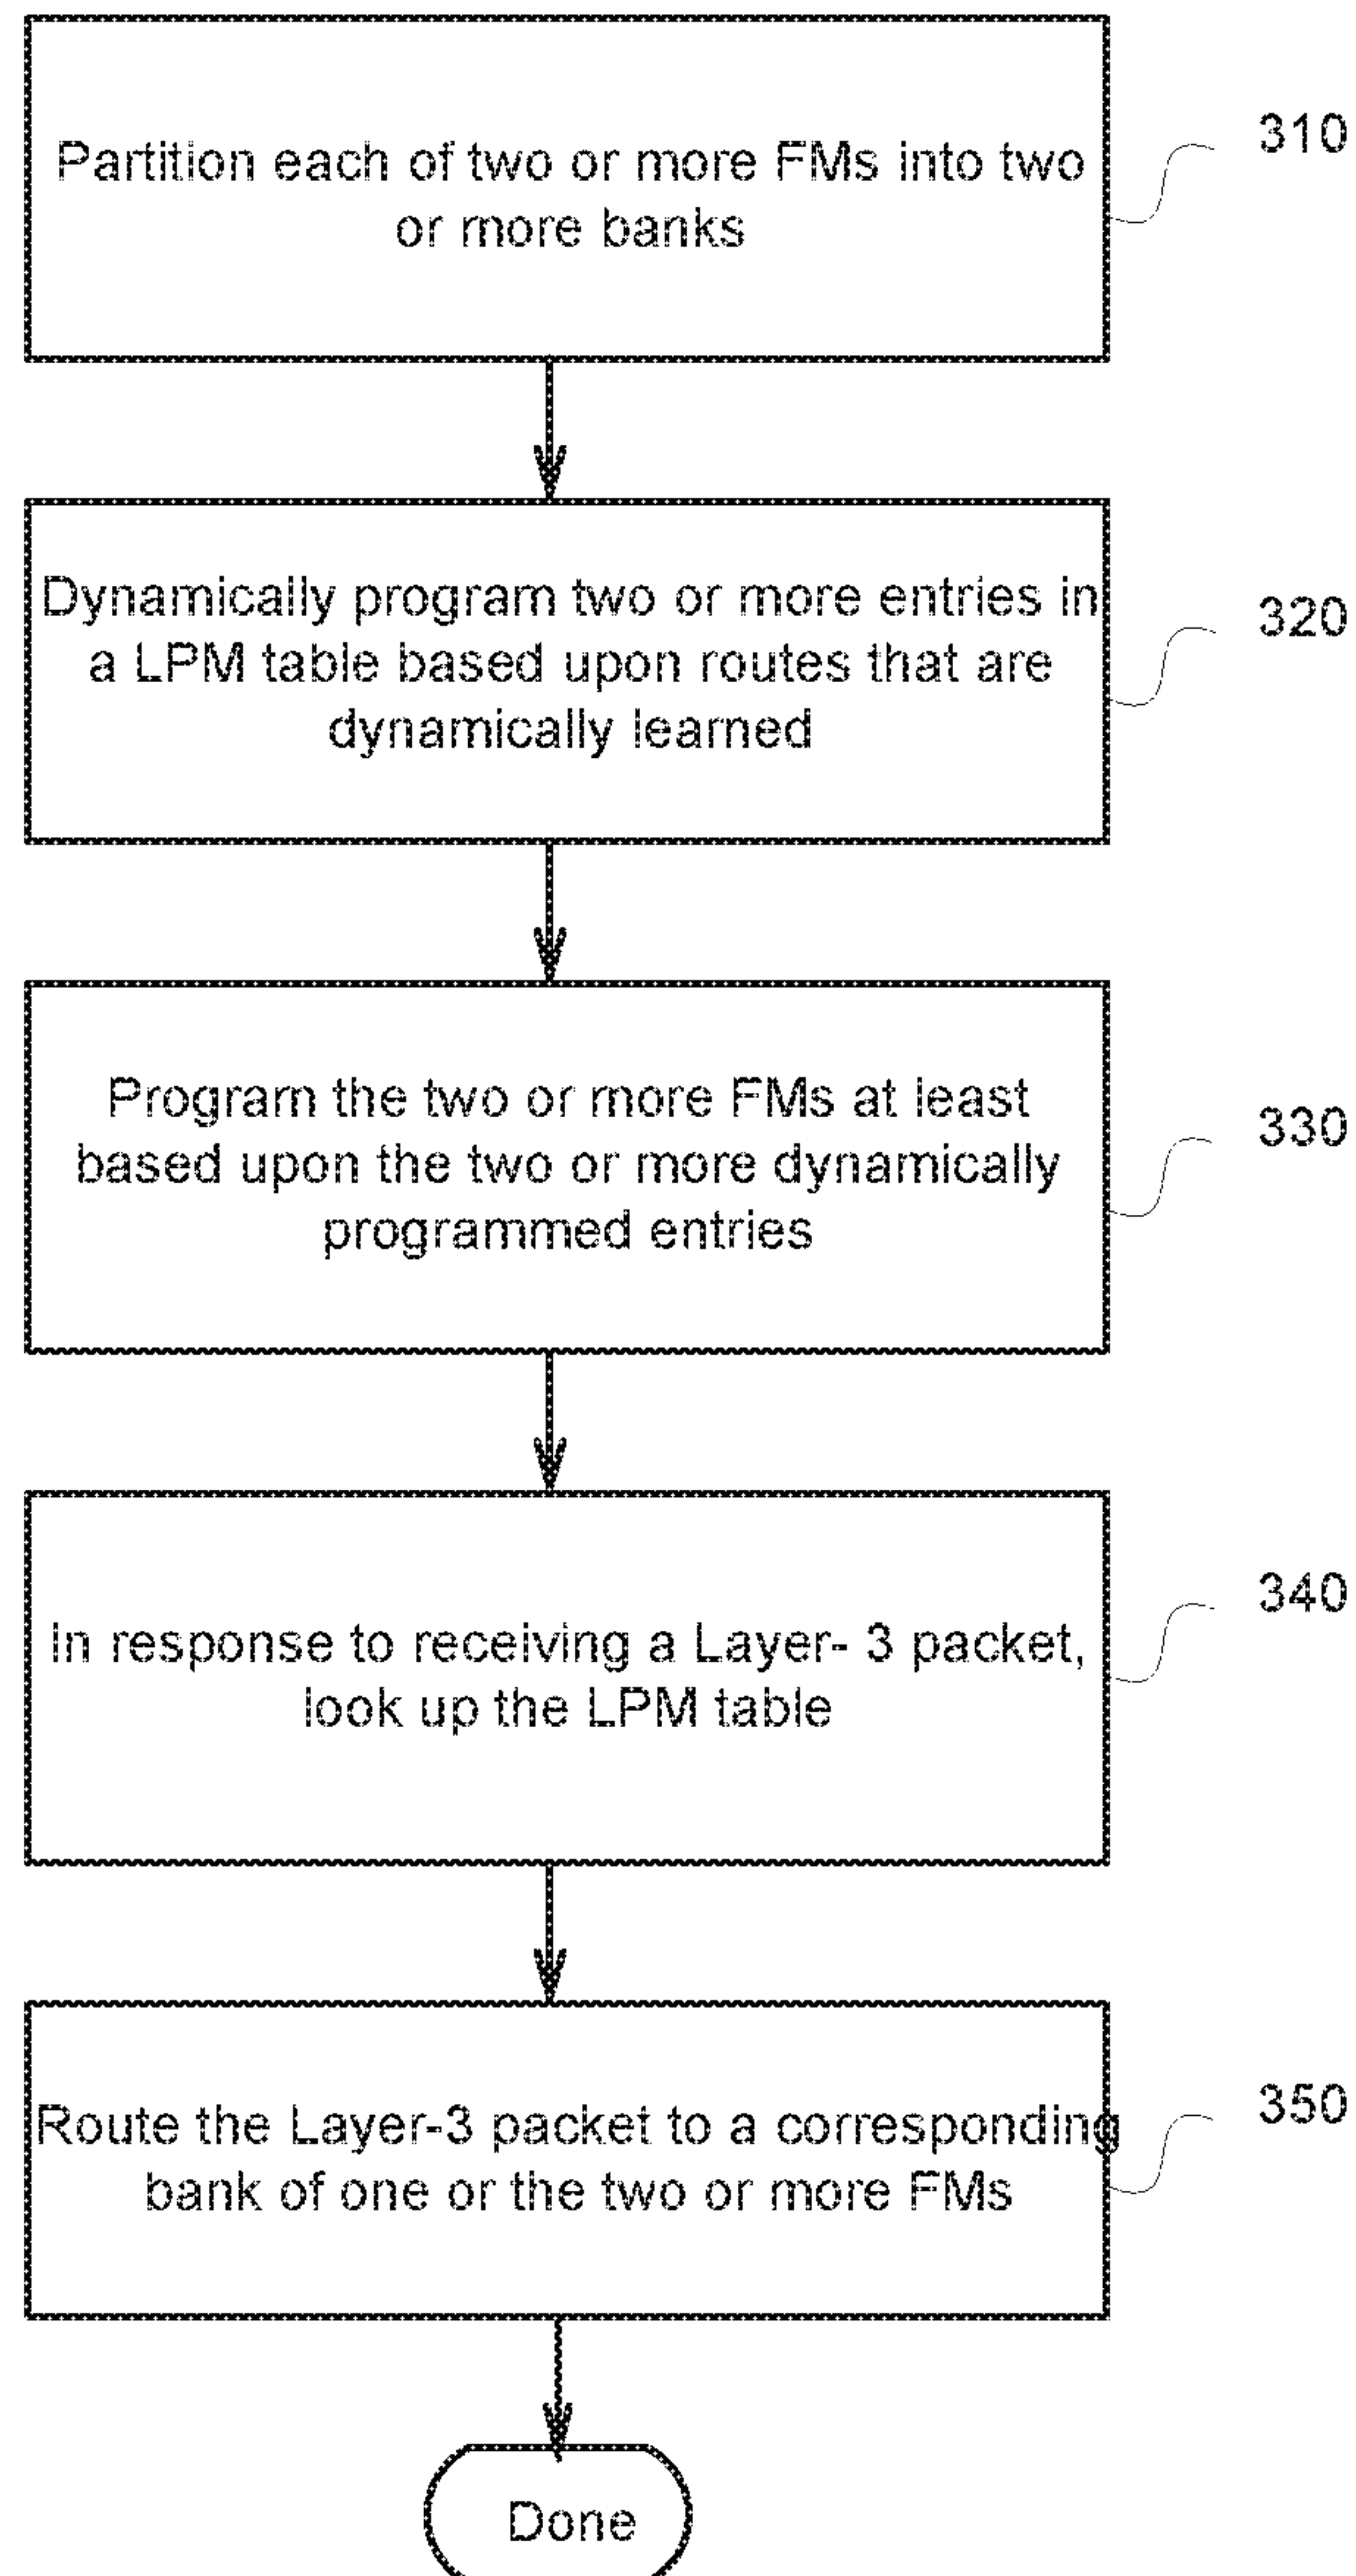 Partition each of two or more FMs into two
or more banks
310
Dynamically program two or more entries in
a LPM table based upon routes that are
dynamically learned
320
Program the two or more FMs at least
based upon the two or more dynamically
programmed entries
330
In response to receiving a Layer- 3 packet,
look up the LPM table
340
Route the Layer-3 packet to a corresponding
bank of one or the two or more FMs
350
Done